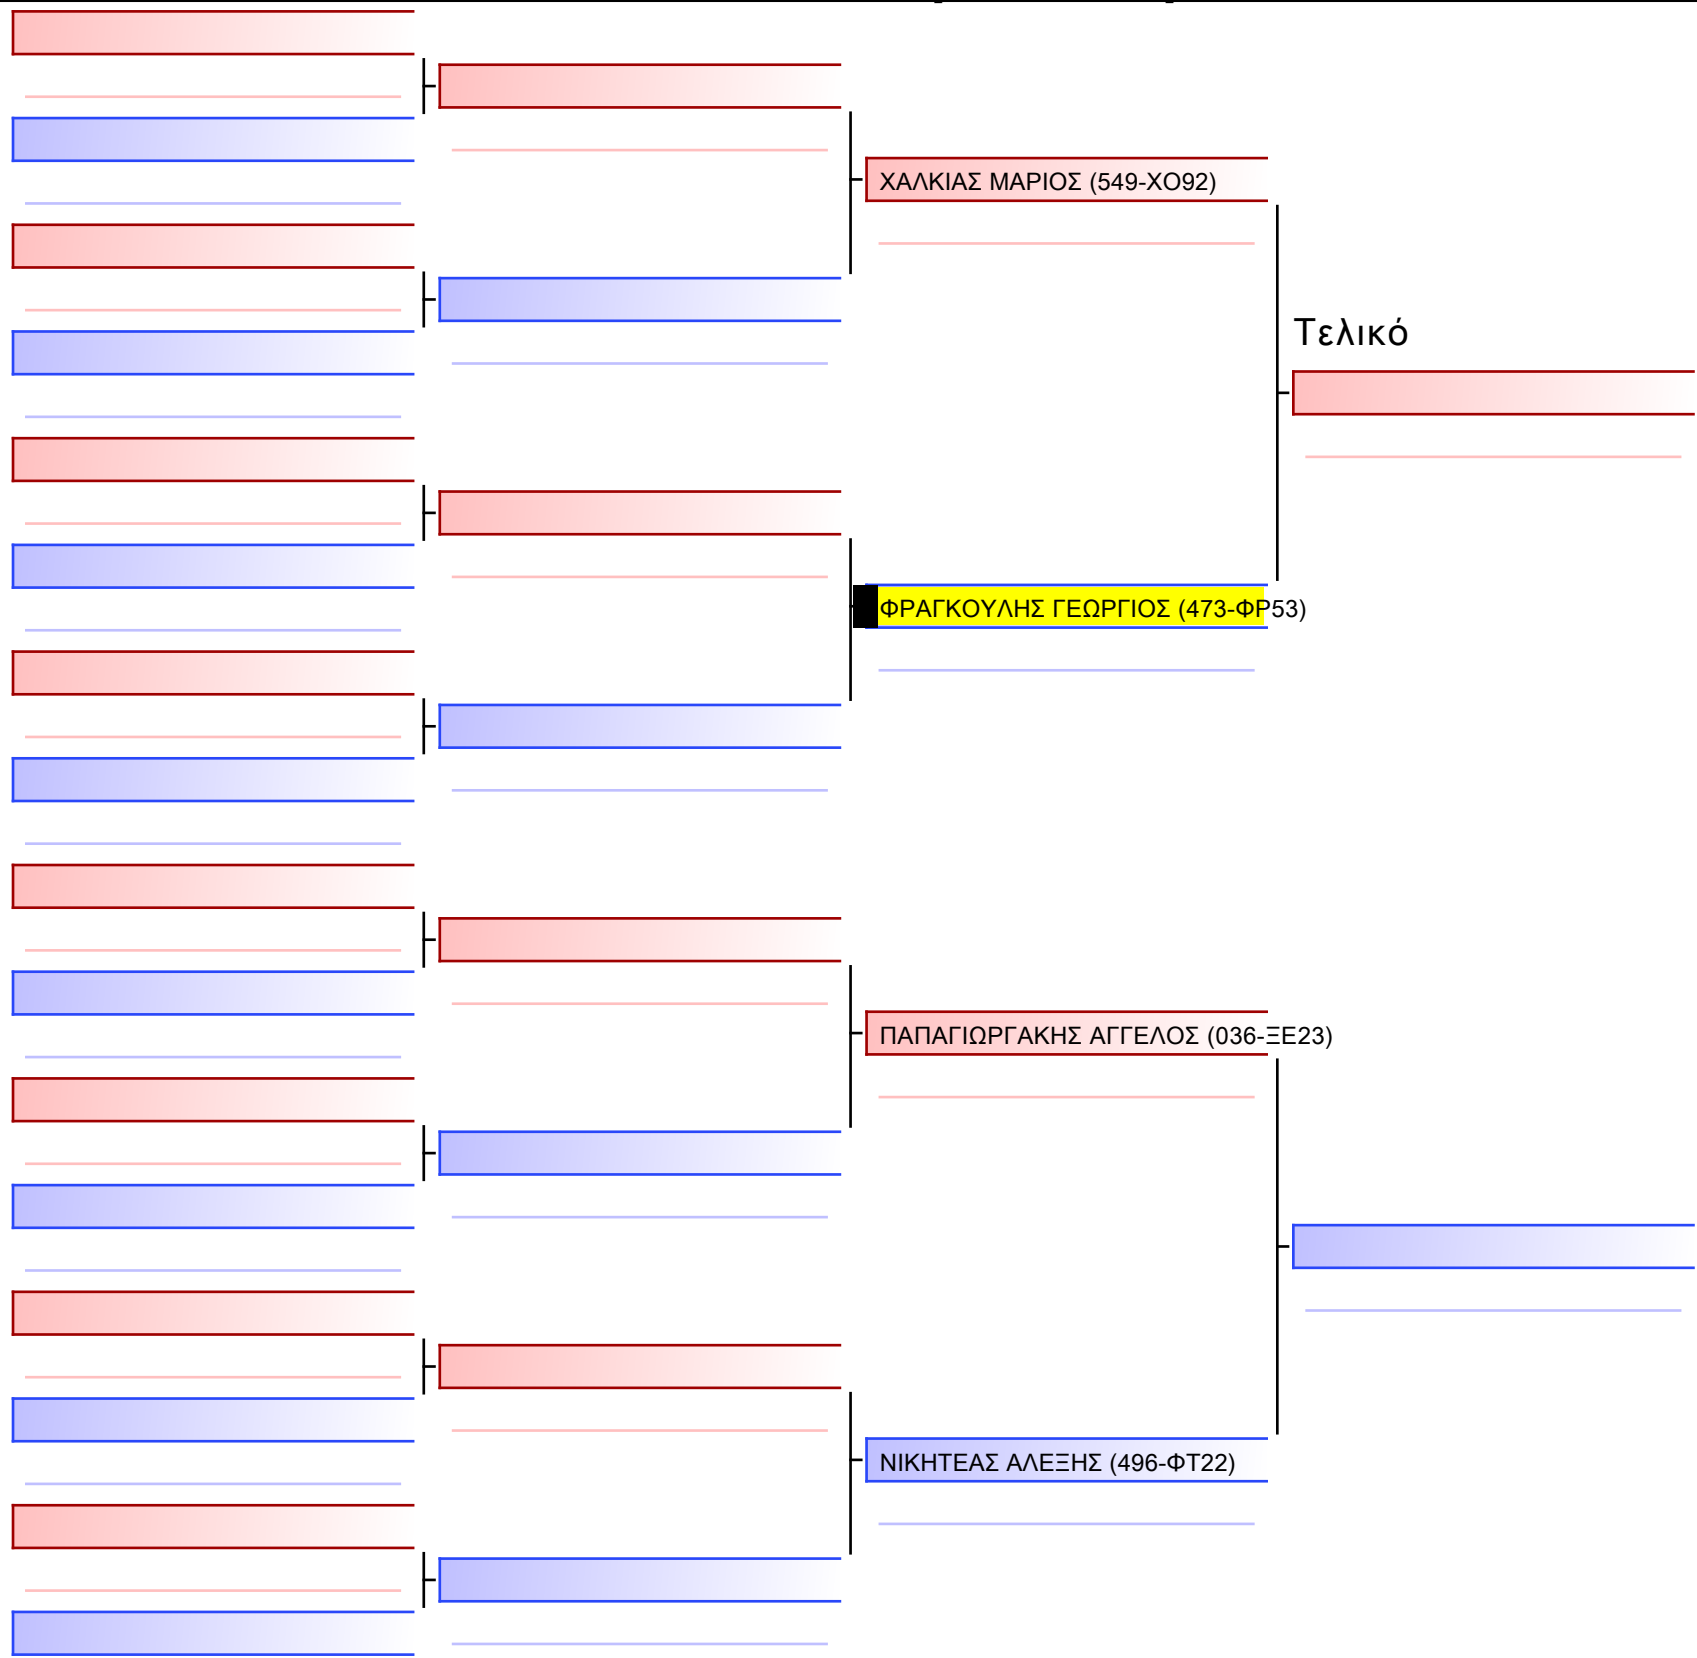 ΧΑΛΚΙΑΣ ΜΑΡΙΟΣ (549-ΧΟ92)
Τελικό
ΦΡΑΓΚΟΥΛΗΣ ΓΕΩΡΓΙΟΣ (473-ΦΡ53)
ΠΑΠΑΓΙΩΡΓΑΚΗΣ ΑΓΓΕΛΟΣ (036-ΞΕ23)
ΝΙΚΗΤΕΑΣ ΑΛΕΞΗΣ (496-ΦΤ22)